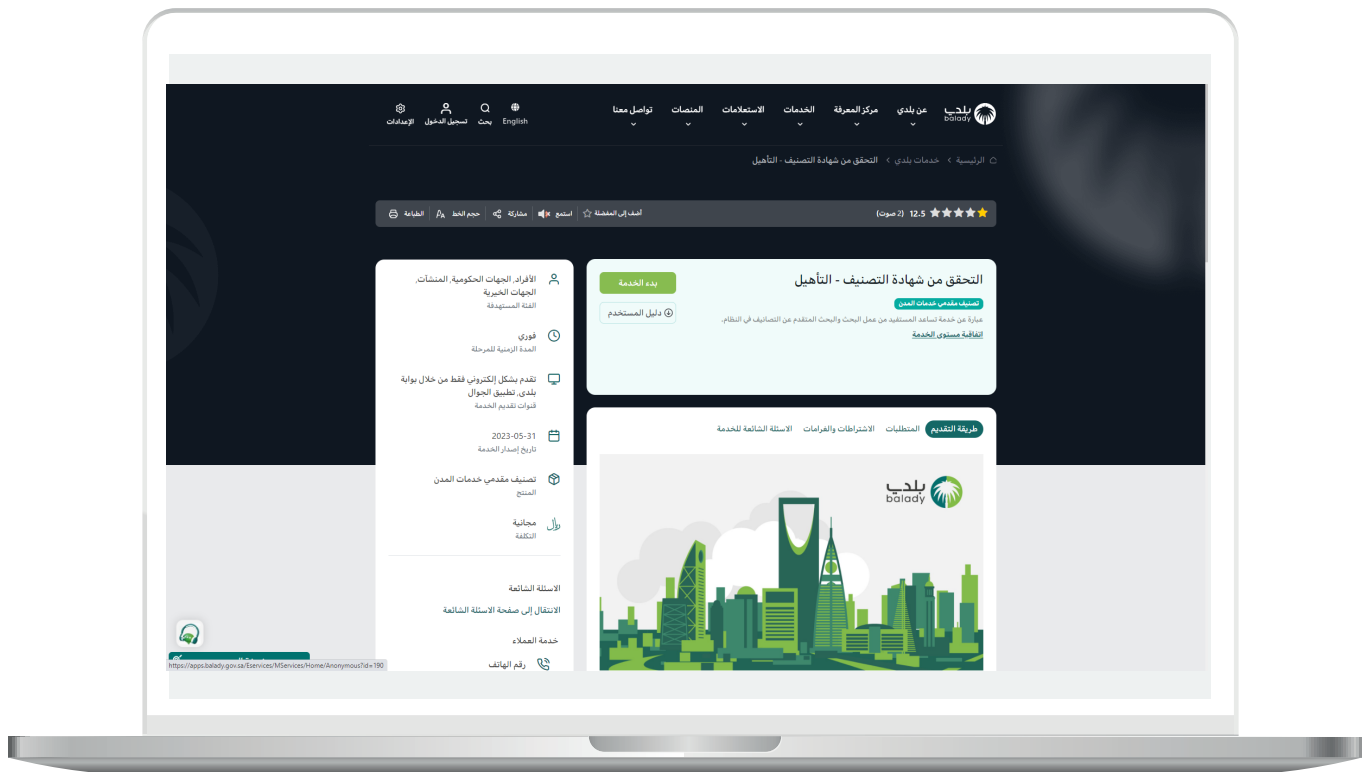 بلدي
balady
عن بلدي
مركز المعرفة
الخدمات
الاستعلامات
المنصات
تواصل معنا
English
بحث
تسجيل الدخول
الإعدادات
الرئيسية
خدمات بلدي
التحقق من شهادة التصنيف - التأهيل
12.5 (2 صوت)
أضف إلى المفضلة
استمع
مشاركة
حجم الخط
الطباعة
التحقق من شهادة التصنيف - التأهيل
تصنيف مقدمي خدمات المدن
عبارة عن خدمة تساعد المستفيد من عمل البحث والبحث المتقدم عن التصانيف في النظام.
اتفاقية مستوى الخدمة
بدء الخدمة
دليل المستخدم
طريقة التقديم
المتطلبات
الاشتراطات والغرامات
الاسئلة الشائعة للخدمة
بلدي
balady
الأفراد, الجهات الحكومية, المنشآت,
الجهات الخيرية
الفئة المستهدفة
فوري
المدة الزمنية للمرحلة
تقدم بشكل إلكتروني فقط من خلال بوابة
بلدي, تطبيق الجوال
قنوات تقديم الخدمة
2023-05-31
تاريخ إصدار الخدمة
تصنيف مقدمي خدمات المدن
المنتج
مجانية
التكلفة
الاسئلة الشائعة
الانتقال إلى صفحة الاسئلة الشائعة
خدمة العملاء
رقم الهاتف
https://apps.balady.gov.sa/Eservices/MServices/Home/Anonymous?id=190